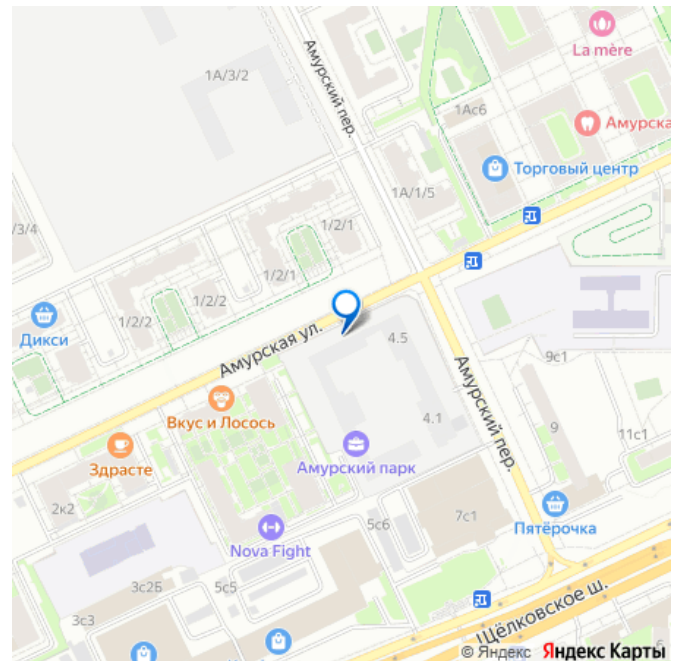 La mère
1А/3/2
Амурский пер.
1Ас6
Амурска
Торговый центр
1А/1/5
/3/4
1/2/1
1/2/1
1/2/2
1/2/2
Дикси
Амурская ул.
4.5
Амурский пер.
9с1
Вкус и Лосось
4.1
9
11с1
Здрасте
Амурский парк
2к2
7с1
5с6
Пятёрочка
Nova Fight
3с2Б
5с5
3с3
Щёлковское ш.
6
© Яндекс Яндекс Карты